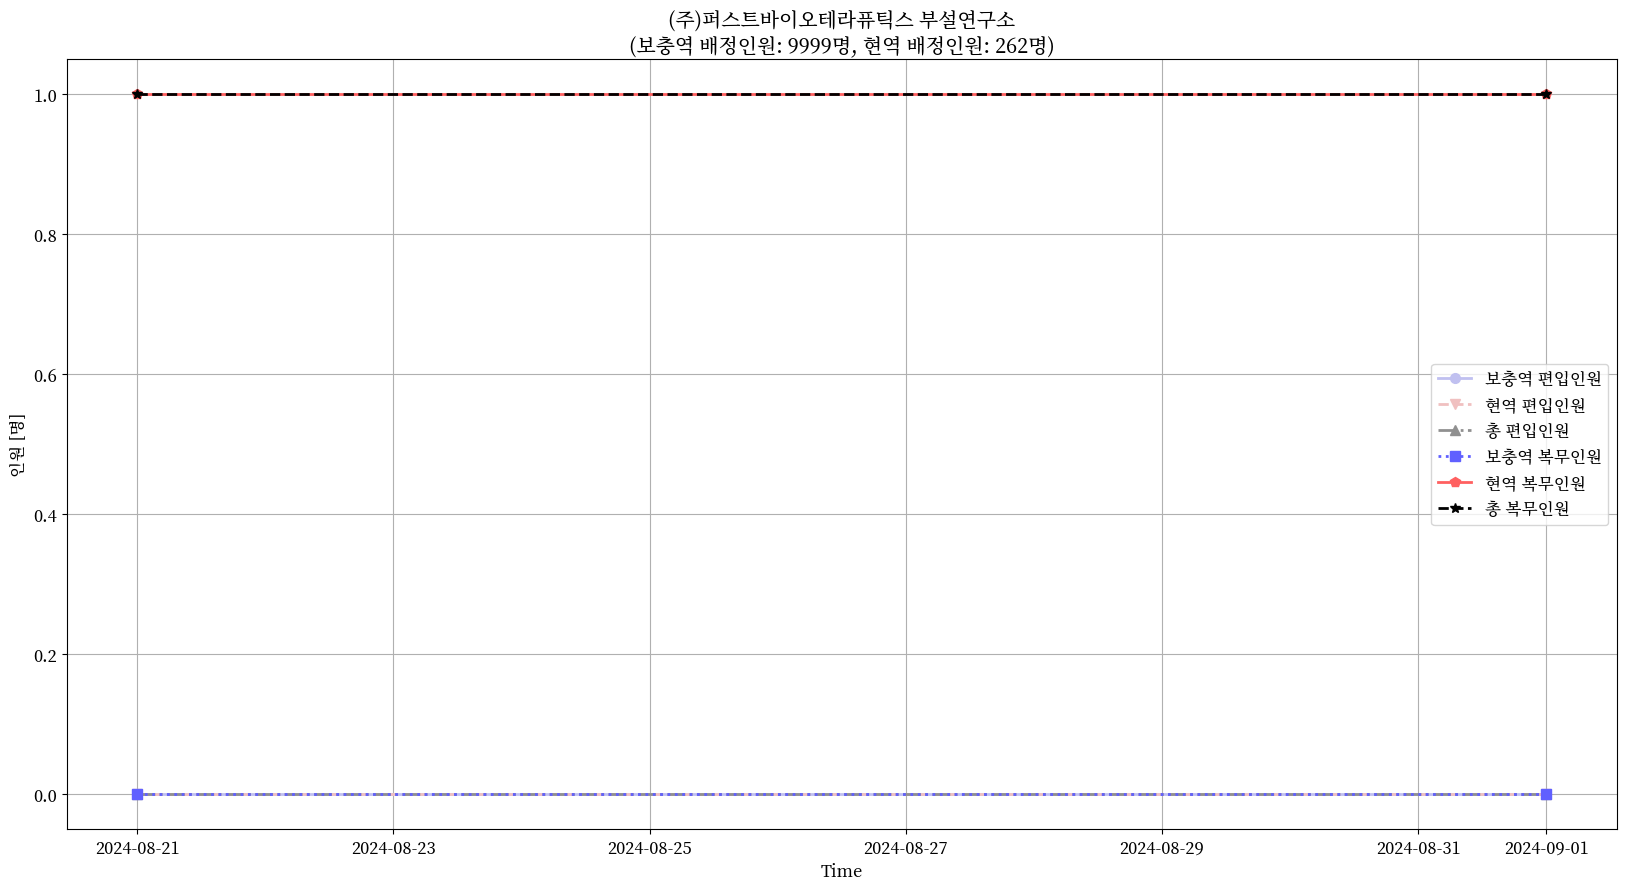 (주)퍼스트바이오테라퓨틱스 부설연구소
(보충역 배정인원: 9999명, 현역 배정인원: 262명)
1.0
0.8
0.6
0.4
0.2
0.0
인원 [명]
보충역 편입인원
현역 편입인원
총 편입인원
보충역 복무인원
현역 복무인원
총 복무인원
2024-08-21
2024-08-23
2024-08-25
2024-08-27
2024-08-29
2024-08-31
2024-09-01
Time